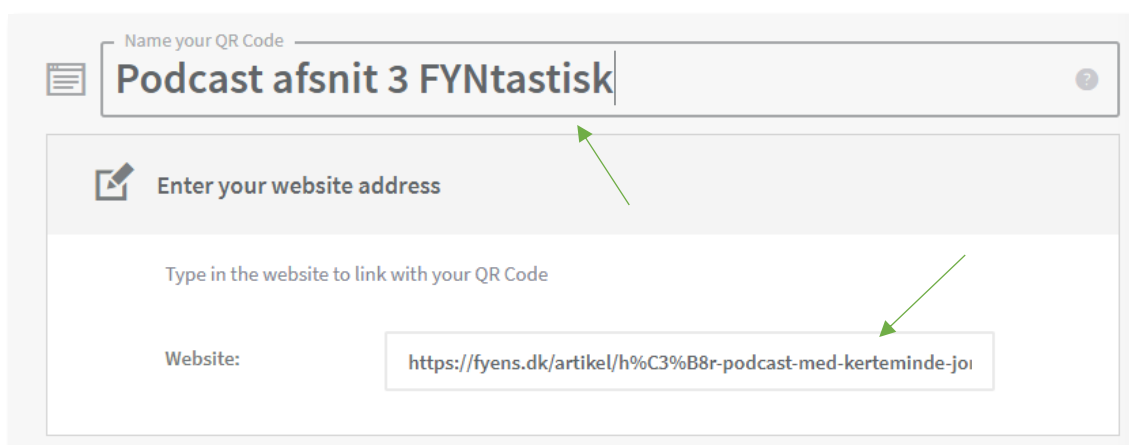 Name your QR Code
Podcast afsnit 3 FYNtastisk
?
Enter your website address
Type in the website to link with your QR Code
Website:
https://fyens.dk/artikel/h%C3%B8r-podcast-med-kerteminde-jor